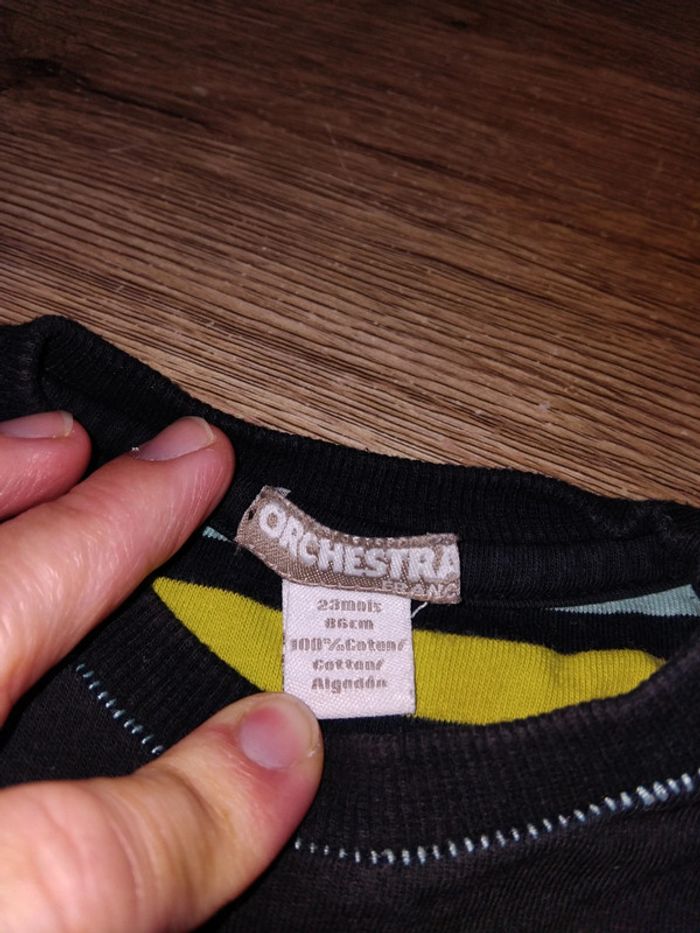 ORCHESTRA
23mois
86cm
100%Coton/
Cotton/
Algodón